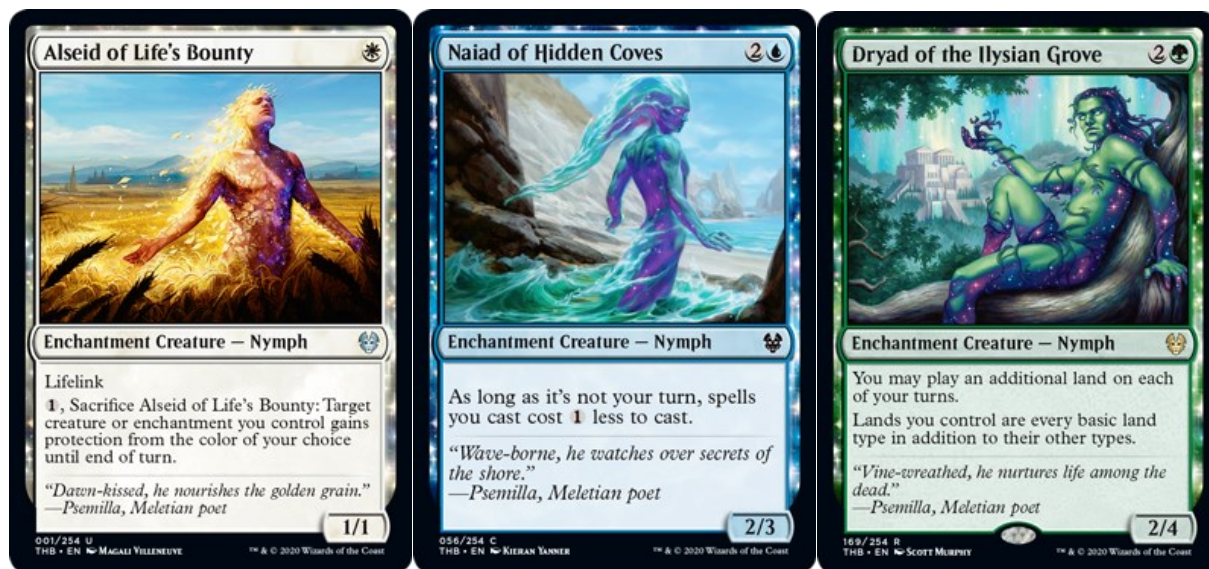 Alseid of Life's Bounty
Enchantment Creature — Nymph
Lifelink
1, Sacrifice Alseid of Life's Bounty: Target
creature or enchantment you control gains
protection from the color of your choice
until end of turn.
“Dawn-kissed, he nourishes the golden grain.”
—Psemilla, Meletian poet
1/1
001/254 U
THB • EN Magali Villeneuve
™ & © 2020 Wizards of the Coast
Naiad of Hidden Coves
2
Enchantment Creature — Nymph
As long as it's not your turn, spells
you cast cost 1 less to cast.
“Wave-borne, he watches over secrets of
the shore.”
—Psemilla, Meletian poet
2/3
056/254 C
THB • EN Kieran Yanner
™ & © 2020 Wizards of the Coast
Dryad of the Ilysian Grove
2
Enchantment Creature — Nymph
You may play an additional land on each
of your turns.
Lands you control are every basic land
type in addition to their other types.
“Vine-wreathed, he nurtures life among the
dead.”
—Psemilla, Meletian poet
2/4
169/254 R
THB • EN Scott Murphy
™ & © 2020 Wizards of the Coast